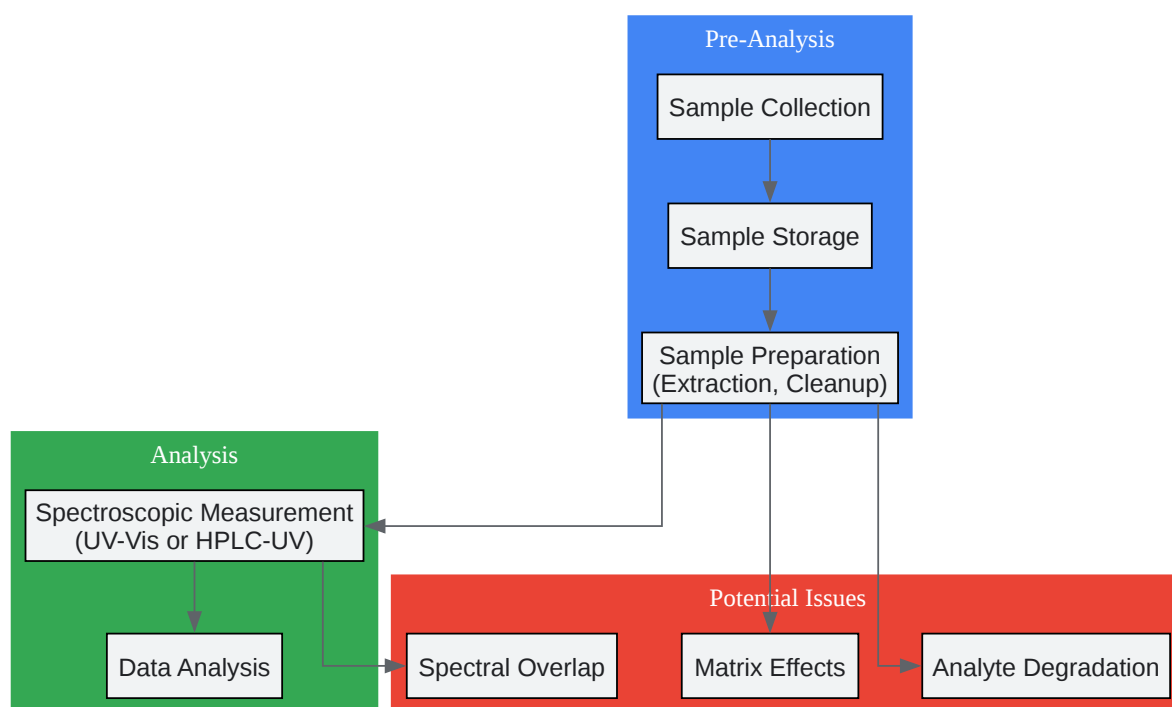 Pre-Analysis
Sample Collection
Sample Storage
Sample Preparation
(Extraction, Cleanup)
Analysis
Spectroscopic Measurement
(UV-Vis or HPLC-UV)
Data Analysis
Potential Issues
Spectral Overlap
Matrix Effects
Analyte Degradation